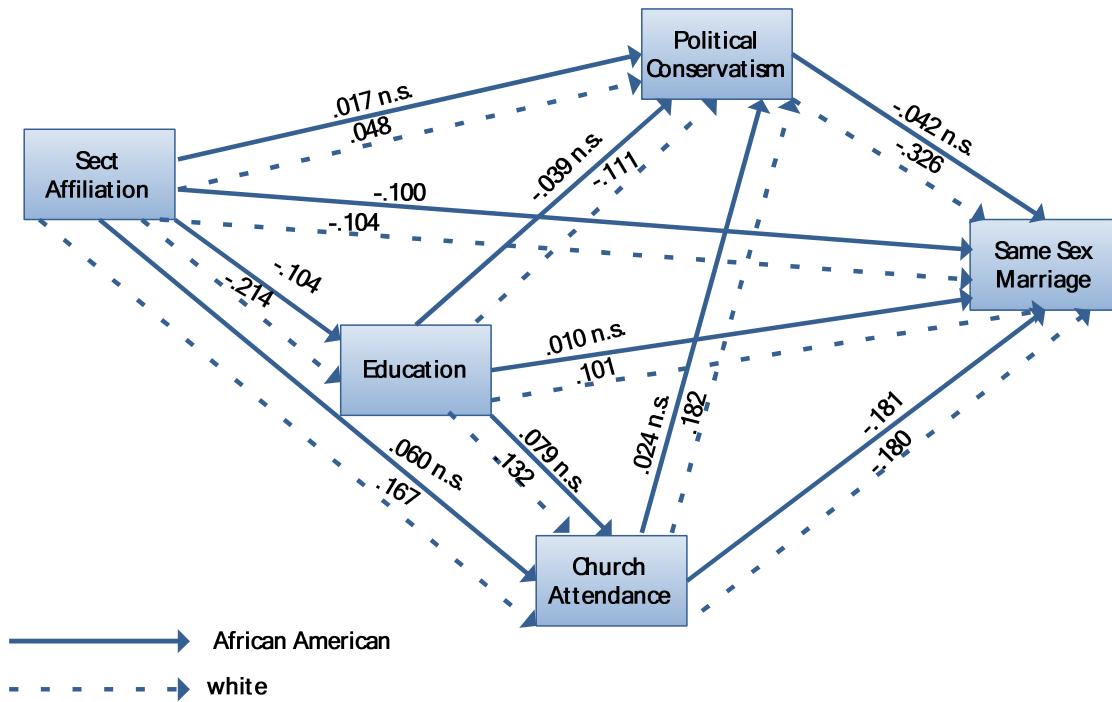 Political
Conservatism
.017 n.s.
.048
-.042 n.s.
-.326
Sect
Affiliation
-.039 n.s.
-.111
-.100
-.104
Same Sex
Marriage
-.104
-.214
Education
.010 n.s.
.101
.024 n.s.
.182
-.181
-.180
.060 n.s.
.167
.079 n.s.
.132
Church
Attendance
African American
white